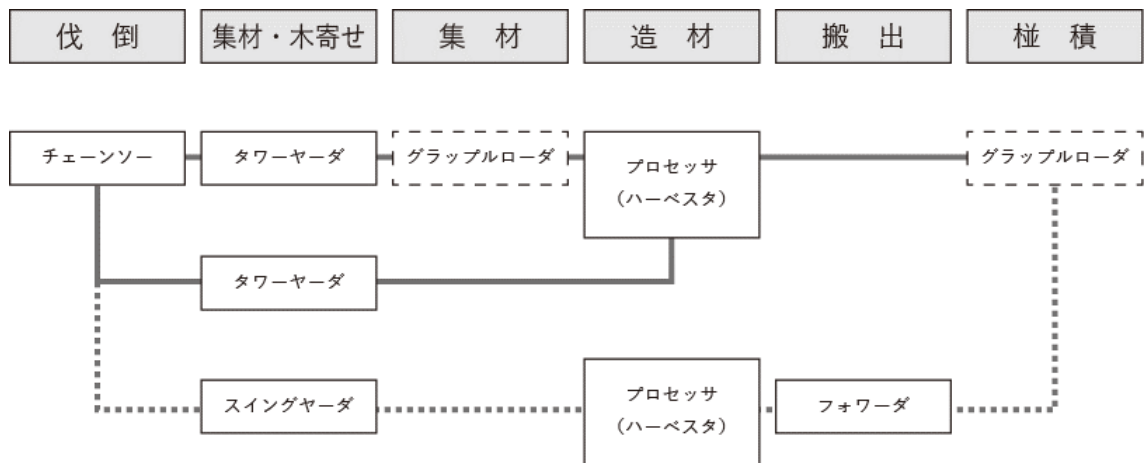 伐 倒
集材・木寄せ
集 材
造 材
搬 出
椪 積
チェーンソー
タワーヤーダ
グラップルローダ
プロセッサ
（ハーベスタ）
グラップルローダ
タワーヤーダ
スイングヤーダ
プロセッサ
（ハーベスタ）
フォワーダ